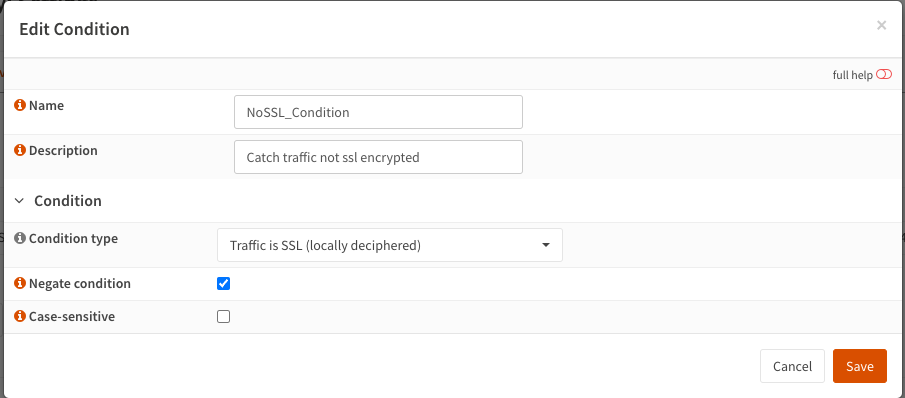 Edit Condition
×
full help
Name
NoSSL_Condition
Description
Catch traffic not ssl encrypted
Condition
Condition type
Traffic is SSL (locally deciphered)
Negate condition
Case-sensitive
Cancel
Save